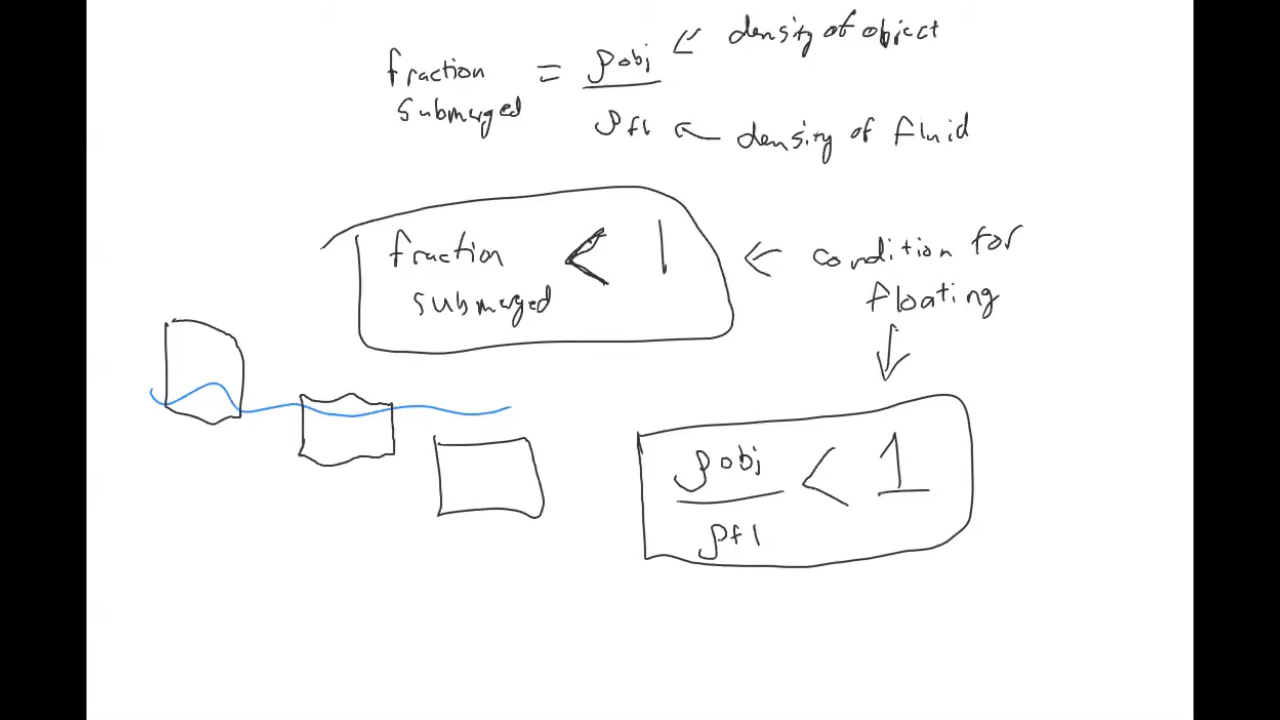 fraction submerged = ρobj / ρfl
← density of object
← density of fluid
fraction submerged < 1
← condition for floating
↓
ρobj / ρfl < 1